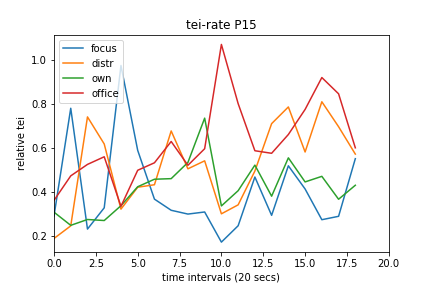 tei-rate P15
focus
distr
own
office
relative tei
1.0
0.8
0.6
0.4
0.2
0.0 2.5 5.0 7.5 10.0 12.5 15.0 17.5 20.0
time intervals (20 secs)